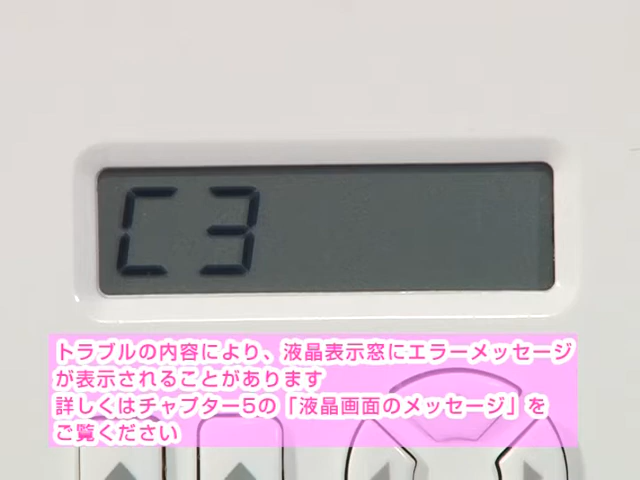 C3
トラブルの内容により、液晶表示窓にエラーメッセージ
が表示されることがあります
詳しくはチャプター5の「液晶画面のメッセージ」を
ご覧ください